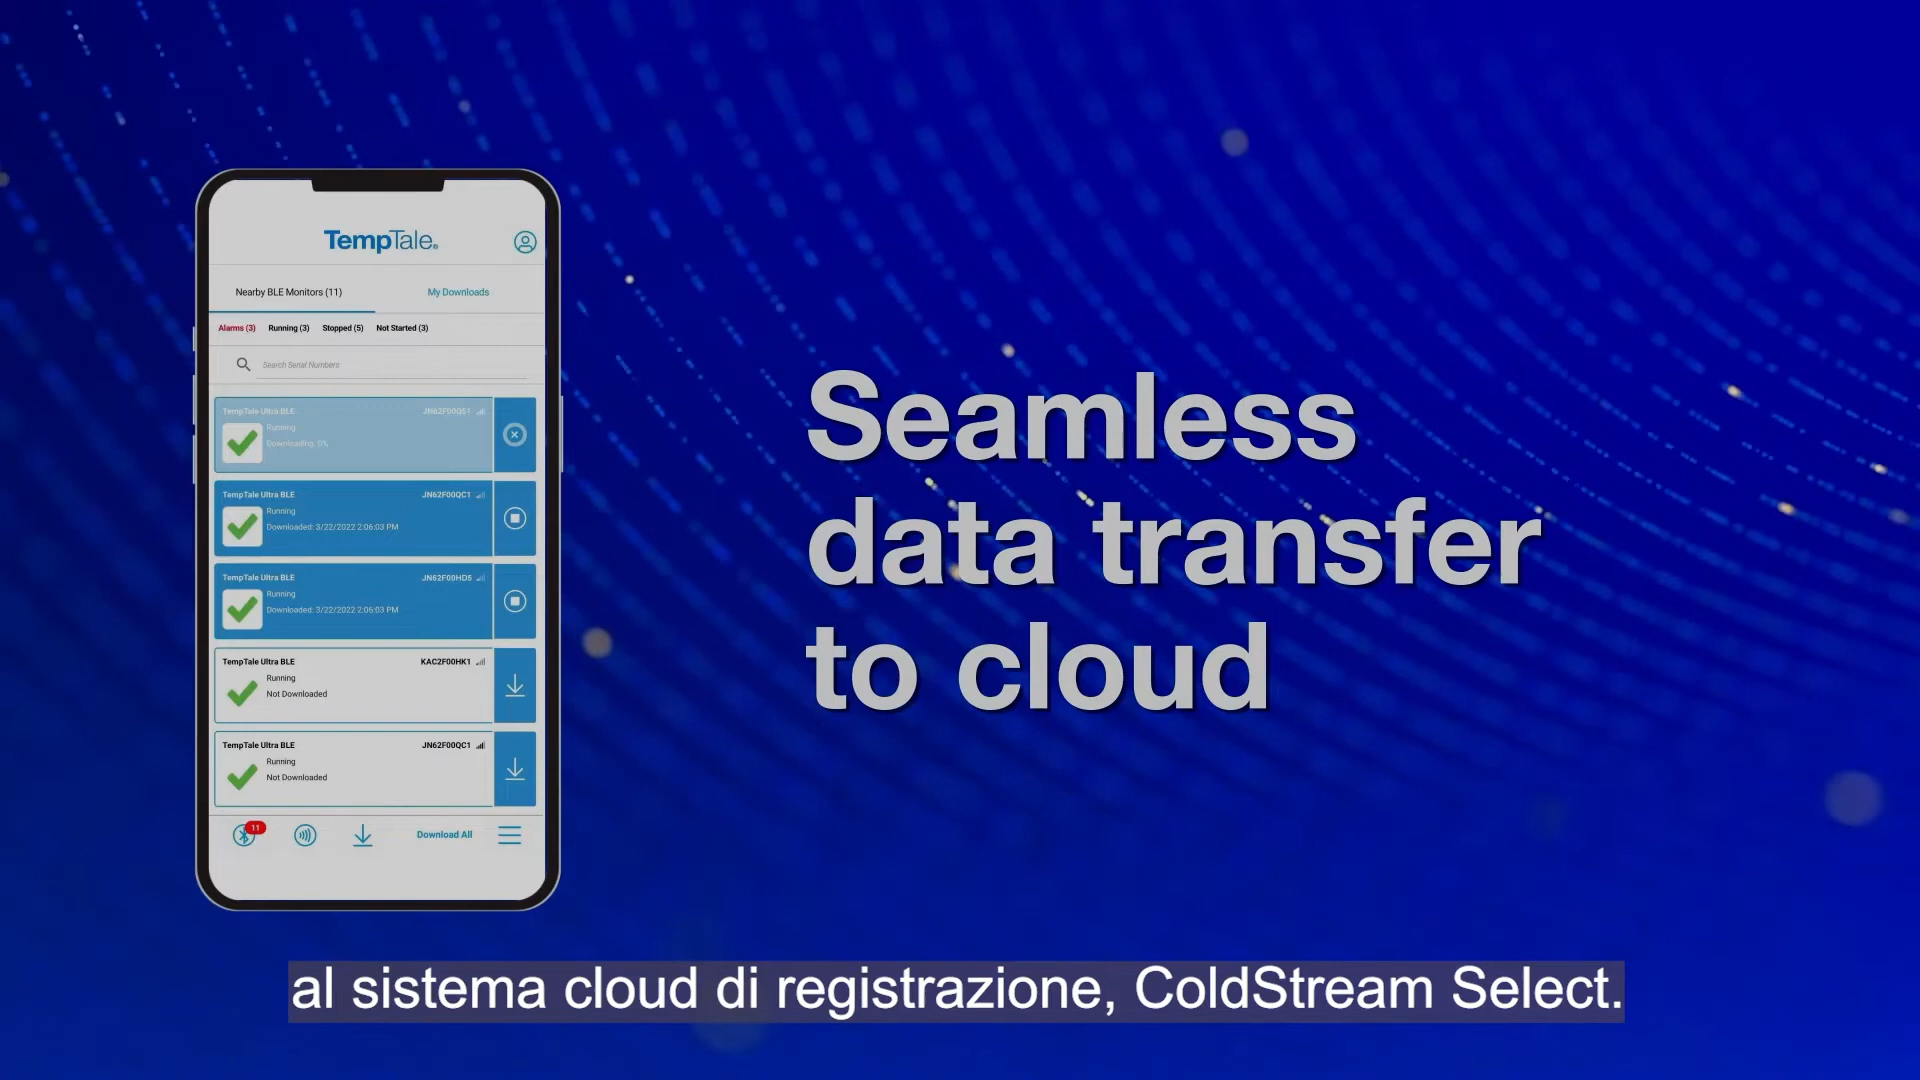 TempTale®
Nearby BLE Monitors (11)
My Downloads
Alarms (3) Running (3) Stopped (5) Not Started (3)
Search Serial Numbers
TempTale Ultra BLE JN62F00QS1
Running
Downloading: 0%
TempTale Ultra BLE JN62F00QC1
Running
Downloaded: 3/22/2022 2:06:03 PM
TempTale Ultra BLE JN62F00HD5
Running
Downloaded: 3/22/2022 2:06:03 PM
TempTale Ultra BLE KAC2F00HK1
Running
Not Downloaded
TempTale Ultra BLE JN62F00QC1
Running
Not Downloaded
11
Download All
Seamless
data transfer
to cloud
al sistema cloud di registrazione, ColdStream Select.